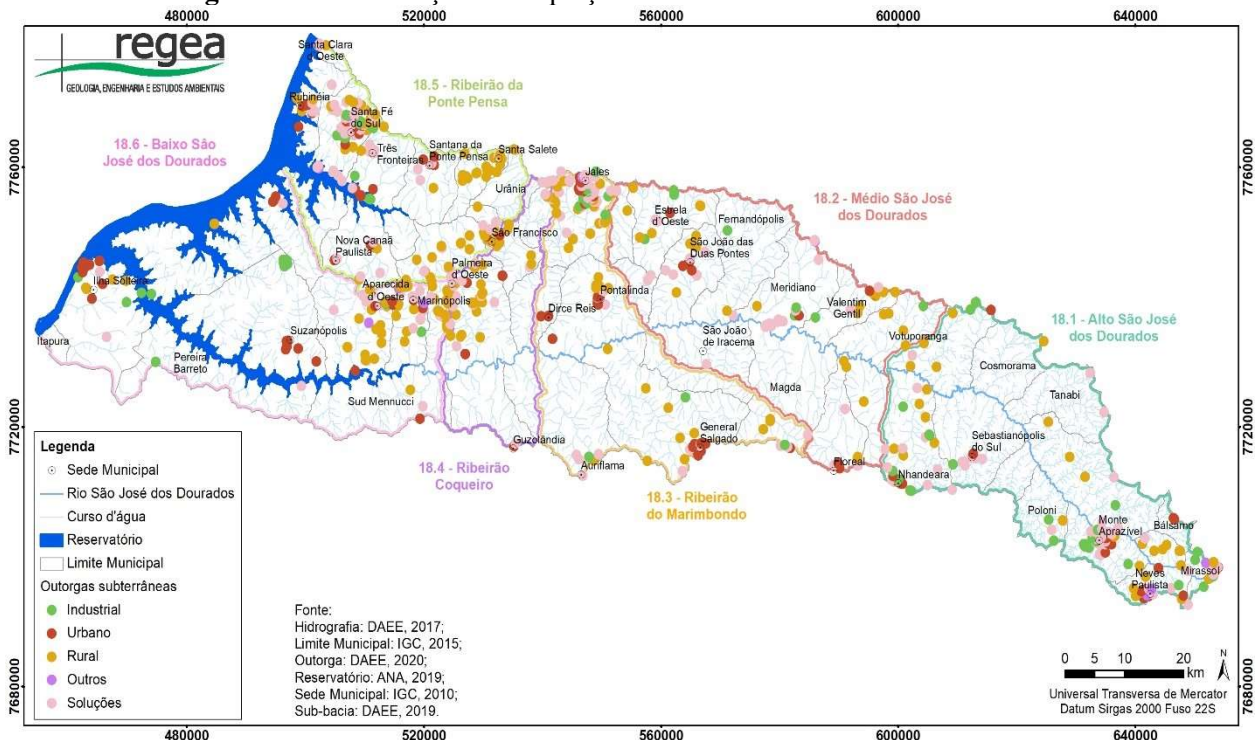 480000 520000 560000 600000 640000
regea
GEOLOGIA, ENGENHARIA E ESTUDOS AMBIENTAIS
Santa Clara
d'Oeste
18.5 - Ribeirão da
Ponte Pensa
Rubinéia
Santa Fé
do Sul
18.6 - Baixo São
José dos Dourados
Três
Fronteiras
Santana da
Ponte Pensa
Santa Salete
7760000
7760000
Urânia
Jales
18.2 - Médio São José
dos Dourados
Estrela
d'Oeste
Fernandópolis
São João das
Duas Pontes
Nova Canaã
Paulista
São Francisco
Palmeira
d'Oeste
Aparecida
d'Oeste
Marinópolis
Ilha Solteira
Pontalinda
Meridiano
Dirce Reis
Valentim
Gentil
18.1 - Alto São José
dos Dourados
Itapura
Suzanópolis
São João
de Iracema
Votuporanga
Cosmorama
Pereira
Barreto
Magda
Tanabi
Sud Mennucci
7720000
7720000
Guzolândia
General
Salgado
Sebastianópolis
do Sul
18.4 - Ribeirão
Coqueiro
Auriflama
Floreal
Nhandeara
18.3 - Ribeirão
do Marimbondo
Poloni
Monte
Aprazível
Bálsamo
Neves
Paulista
Mirassol
Legenda
Sede Municipal
Rio São José dos Dourados
Curso d'água
Reservatório
Limite Municipal
Outorgas subterrâneas
Industrial
Urbano
Rural
Outros
Soluções
Fonte:
Hidrografia: DAEE, 2017;
Limite Municipal: IGC, 2015;
Outorga: DAEE, 2020;
Reservatório: ANA, 2019;
Sede Municipal: IGC, 2010;
Sub-bacia: DAEE, 2019.
0 5 10 20
km
N
Universal Transversa de Mercator
Datum Sirgas 2000 Fuso 22S
7680000
7680000
480000 520000 560000 600000 640000